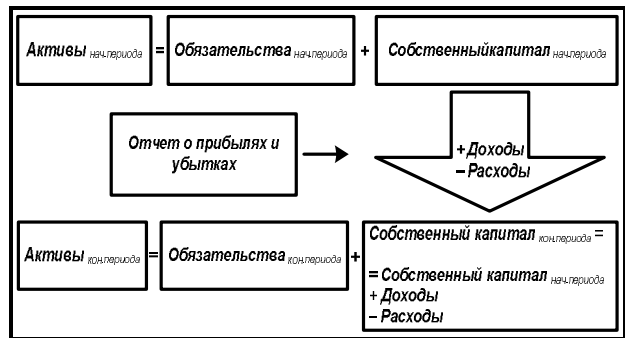 Активы нач.периода = Обязательства нач.периода + Собственныйкапитал нач.периода
Отчет о прибылях и
убытках
+ Доходы
– Расходы
Активы кон.периода = Обязательства кон.периода + Собственный капитал кон.периода =
= Собственный капитал нач.периода
+ Доходы
– Расходы